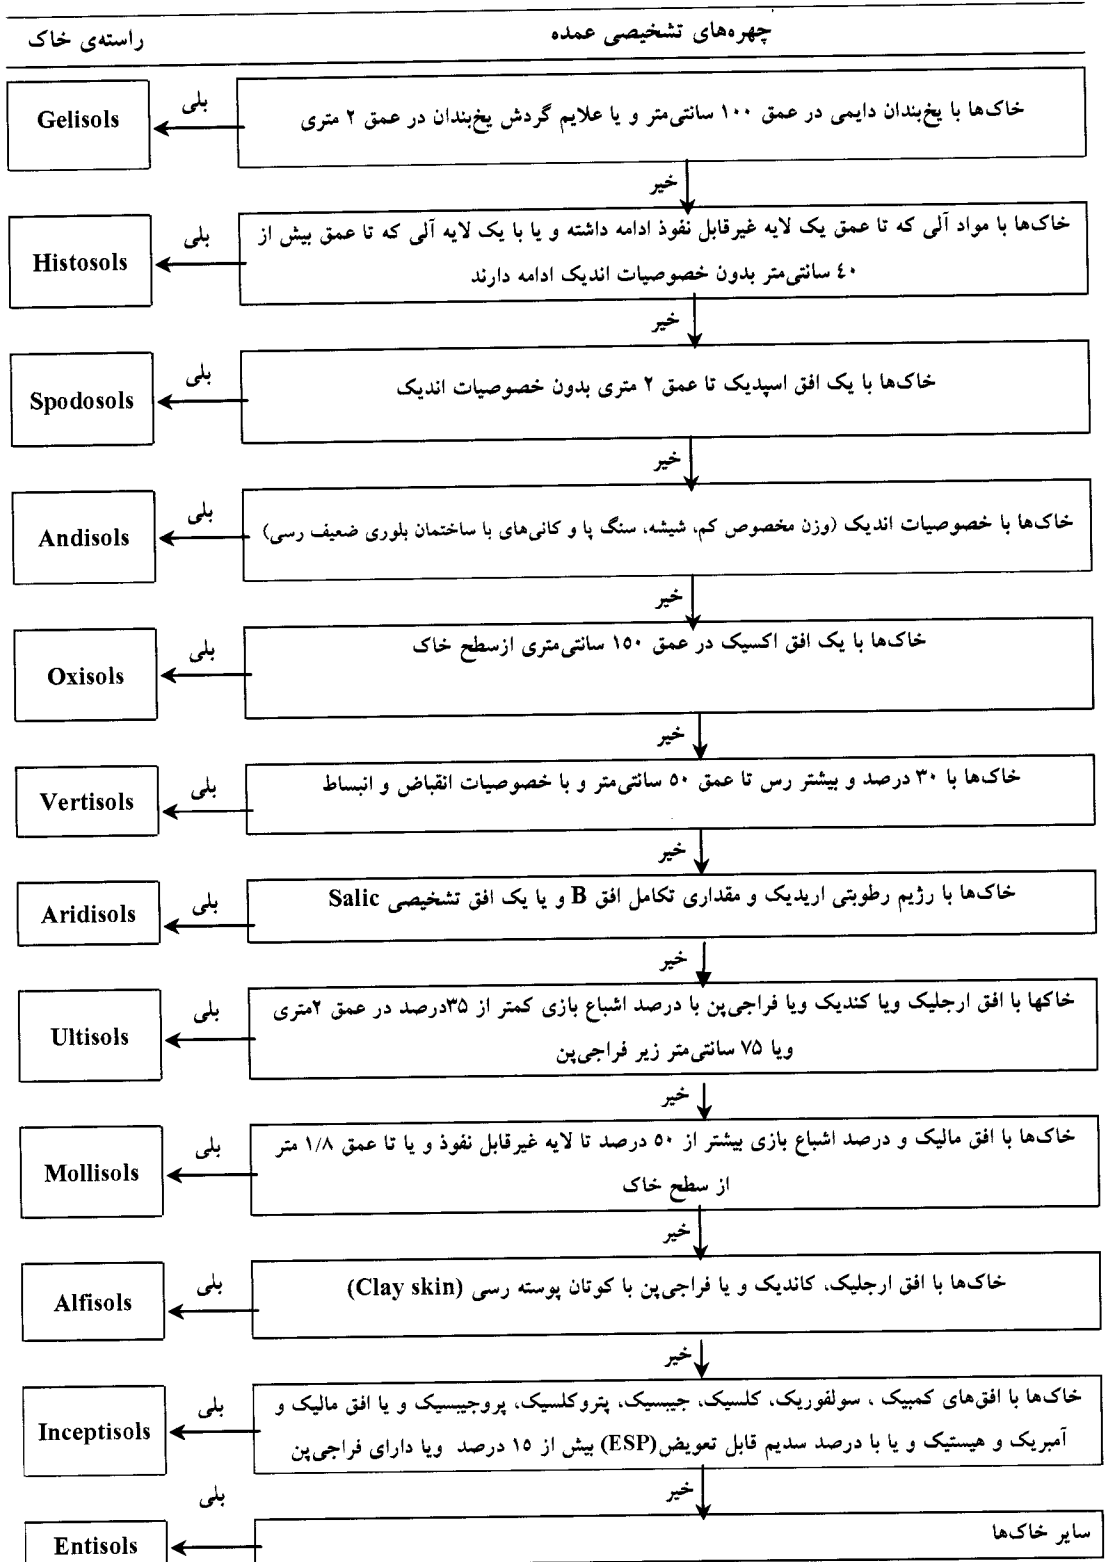 چهره‌های تشخیصی عمده
راسته‌ی خاک
خاک‌ها با یخ‌بندان دایمی در عمق ۱۰۰ سانتی‌متر و یا علایم گردش یخ‌بندان در عمق ۲ متری
بلی
Gelisols
خیر
خاک‌ها با مواد آلی که تا عمق یک لایه غیرقابل نفوذ ادامه داشته و یا با یک لایه آلی که تا عمق بیش از
۴۰ سانتی‌متر بدون خصوصیات اندیک ادامه دارند
بلی
Histosols
خیر
خاک‌ها با یک افق اسپدیک تا عمق ۲ متری بدون خصوصیات اندیک
بلی
Spodosols
خیر
خاک‌ها با خصوصیات اندیک (وزن مخصوص کم، شیشه، سنگ پا و کانی‌های با ساختمان بلوری ضعیف رسی)
بلی
Andisols
خیر
خاک‌ها با یک افق اکسیک در عمق ۱۵۰ سانتی‌متری ازسطح خاک
بلی
Oxisols
خیر
خاک‌ها با ۳۰ درصد و بیشتر رس تا عمق ۵۰ سانتی‌متر و با خصوصیات انقباض و انبساط
بلی
Vertisols
خیر
خاک‌ها با رژیم رطوبتی اریدیک و مقداری تکامل افق B و یا یک افق تشخیصی Salic
بلی
Aridisols
خیر
خاکها با افق ارجلیک ویا کندیک ویا فراجی‌پن با درصد اشباع بازی کمتر از ۳۵درصد در عمق ۲متری
ویا ۷۵ سانتی‌متر زیر فراجی‌پن
بلی
Ultisols
خیر
خاک‌ها با افق مالیک و درصد اشباع بازی بیشتر از ۵۰ درصد تا لایه غیرقابل نفوذ و یا تا عمق ۱/۸ متر
از سطح خاک
بلی
Mollisols
خیر
خاک‌ها با افق ارجلیک، کاندیک و یا فراجی‌پن با کوتان پوسته رسی (Clay skin)
بلی
Alfisols
خیر
خاک‌ها با افق‌های کمبیک ، سولفوریک، کلسیک، جیبسیک، پتروکلسیک، پروجیبسیک و یا افق مالیک و
آمبریک و هیستیک و یا با درصد سدیم قابل تعویض(ESP) بیش از ۱۵ درصد ویا دارای فراجی‌پن
بلی
Inceptisols
خیر
سایر خاک‌ها
بلی
Entisols